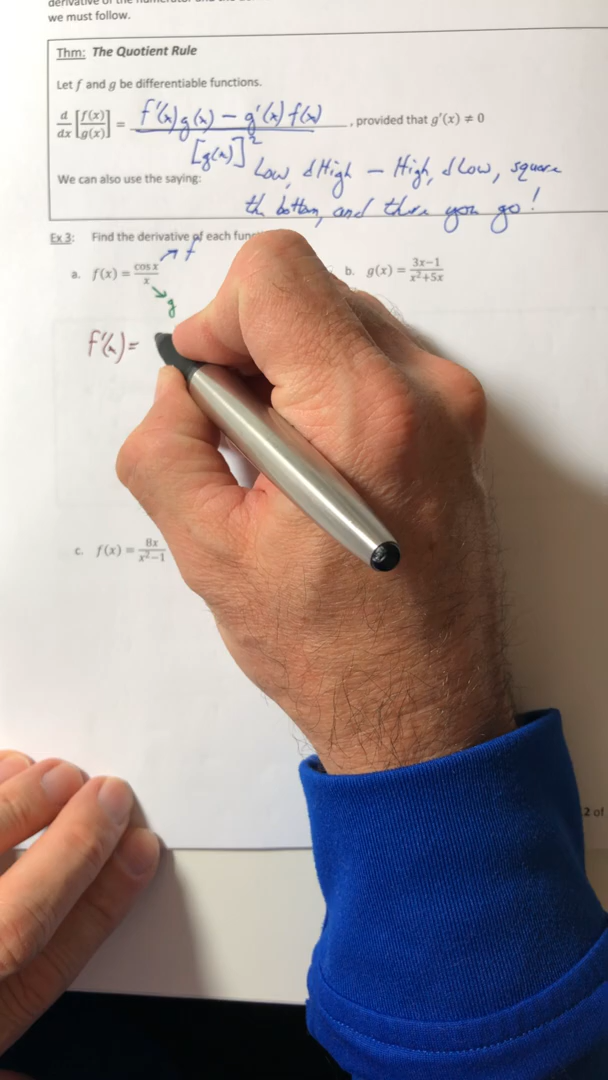 we must follow.
Thm: The Quotient Rule
Let f and g be differentiable functions.
d/dx [f(x)/g(x)] = f'(x)g(x) − g'(x)f(x) / [g(x)]² , provided that g'(x) ≠ 0
We can also use the saying: Low, dHigh − High, dLow, square
the bottom, and there you go!
Ex 3: Find the derivative of each
a. f(x) = cos x / x
f
g
b. g(x) = 3x−1 / x²+5x
f'(x) =
c. f(x) = 8x / x²−1
2 of